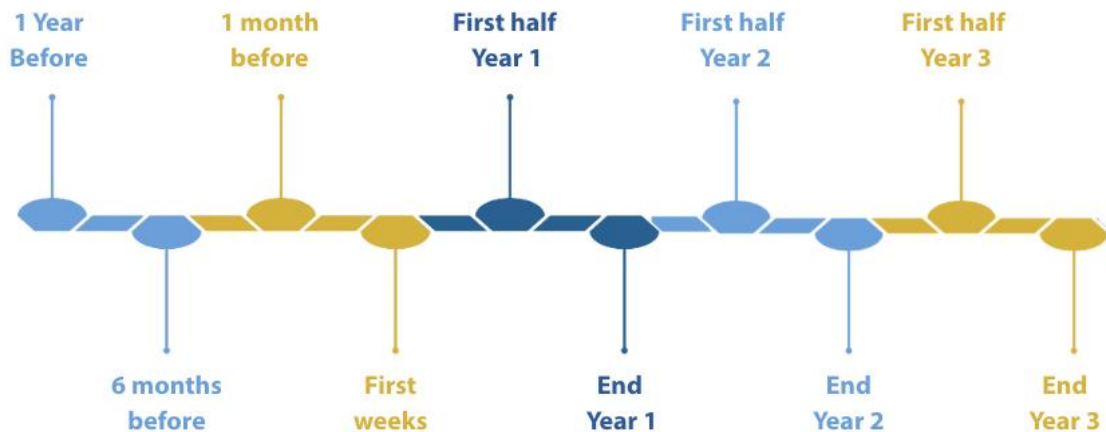 1 Year
Before
1 month
before
First half
Year 1
First half
Year 2
First half
Year 3
6 months
before
First
weeks
End
Year 1
End
Year 2
End
Year 3